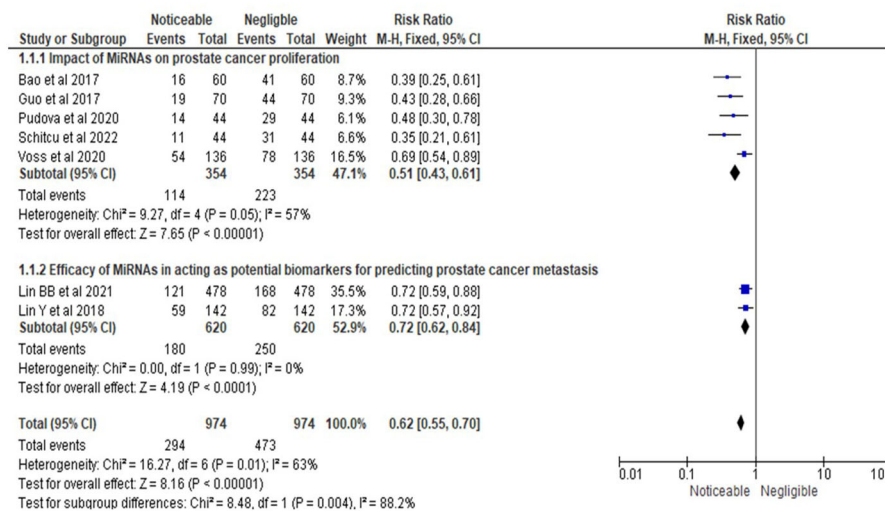 Noticeable Negligible Risk Ratio Risk Ratio
Study or Subgroup Events Total Events Total Weight M-H, Fixed, 95% CI M-H, Fixed, 95% CI
1.1.1 Impact of MiRNAs on prostate cancer proliferation
Bao et al 2017 16 60 41 60 8.7% 0.39 [0.25, 0.61]
Guo et al 2017 19 70 44 70 9.3% 0.43 [0.28, 0.66]
Pudova et al 2020 14 44 29 44 6.1% 0.48 [0.30, 0.78]
Schitcu et al 2022 11 44 31 44 6.6% 0.35 [0.21, 0.61]
Voss et al 2020 54 136 78 136 16.5% 0.69 [0.54, 0.89]
Subtotal (95% CI) 354 354 47.1% 0.51 [0.43, 0.61]
Total events 114 223
Heterogeneity: Chi² = 9.27, df = 4 (P = 0.05); I² = 57%
Test for overall effect: Z = 7.65 (P < 0.00001)
1.1.2 Efficacy of MiRNAs in acting as potential biomarkers for predicting prostate cancer metastasis
Lin BB et al 2021 121 478 168 478 35.5% 0.72 [0.59, 0.88]
Lin Y et al 2018 59 142 82 142 17.3% 0.72 [0.57, 0.92]
Subtotal (95% CI) 620 620 52.9% 0.72 [0.62, 0.84]
Total events 180 250
Heterogeneity: Chi² = 0.00, df = 1 (P = 0.99); I² = 0%
Test for overall effect: Z = 4.19 (P < 0.0001)
Total (95% CI) 974 974 100.0% 0.62 [0.55, 0.70]
Total events 294 473
Heterogeneity: Chi² = 16.27, df = 6 (P = 0.01); I² = 63%
Test for overall effect: Z = 8.16 (P < 0.00001)
Test for subgroup differences: Chi² = 8.48, df = 1 (P = 0.004), I² = 88.2%
0.01 0.1 1 10 100
Noticeable Negligible